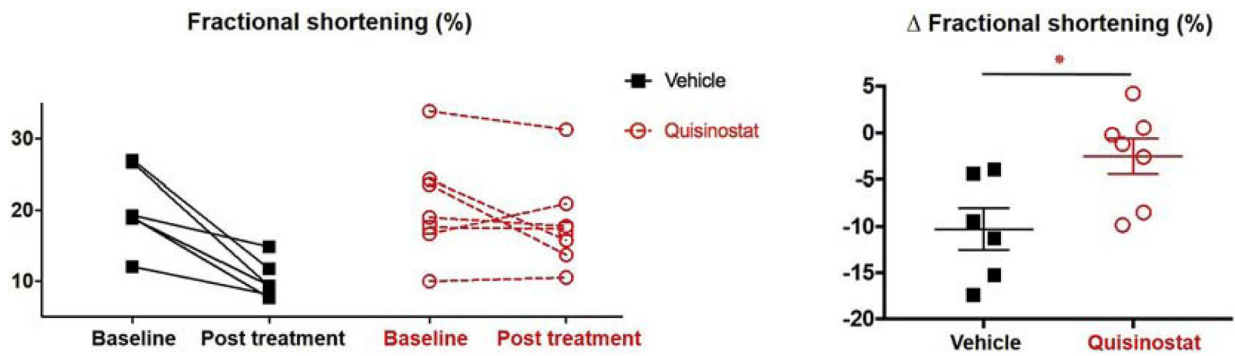 Fractional shortening (%)
Δ Fractional shortening (%)
Vehicle
Quisinostat
30
20
10
Baseline Post treatment Baseline Post treatment
*
5
0
-5
-10
-15
-20
Vehicle Quisinostat